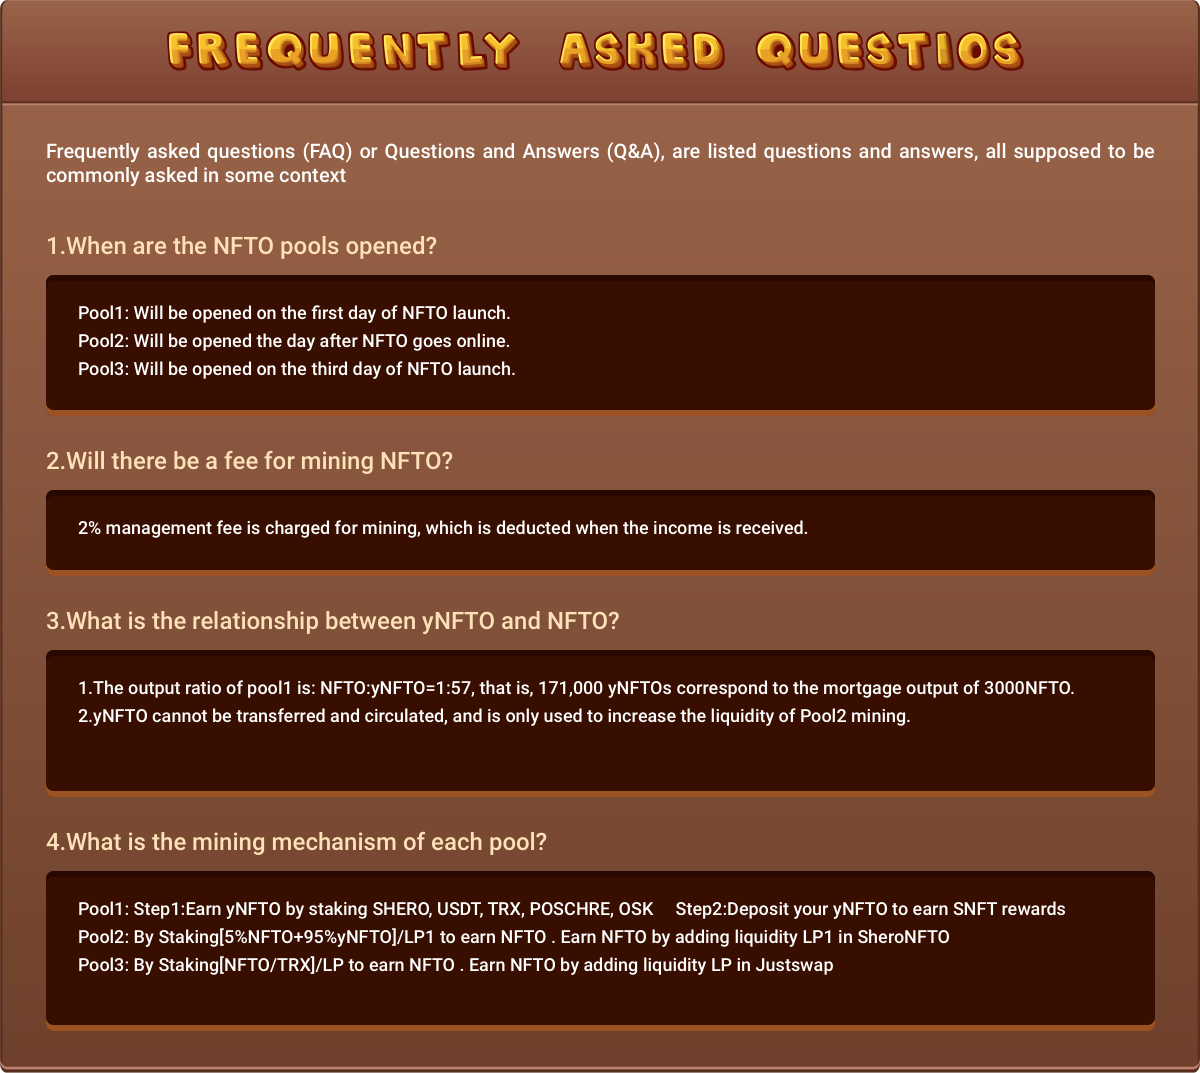 FREQUENTLY ASKED QUESTIOS
Frequently asked questions (FAQ) or Questions and Answers (Q&A), are listed questions and answers, all supposed to be
commonly asked in some context
1.When are the NFTO pools opened?
Pool1: Will be opened on the first day of NFTO launch.
Pool2: Will be opened the day after NFTO goes online.
Pool3: Will be opened on the third day of NFTO launch.
2.Will there be a fee for mining NFTO?
2% management fee is charged for mining, which is deducted when the income is received.
3.What is the relationship between yNFTO and NFTO?
1.The output ratio of pool1 is: NFTO:yNFTO=1:57, that is, 171,000 yNFTOs correspond to the mortgage output of 3000NFTO.
2.yNFTO cannot be transferred and circulated, and is only used to increase the liquidity of Pool2 mining.
4.What is the mining mechanism of each pool?
Pool1: Step1:Earn yNFTO by staking SHERO, USDT, TRX, POSCHRE, OSK Step2:Deposit your yNFTO to earn SNFT rewards
Pool2: By Staking[5%NFTO+95%yNFTO]/LP1 to earn NFTO . Earn NFTO by adding liquidity LP1 in SheroNFTO
Pool3: By Staking[NFTO/TRX]/LP to earn NFTO . Earn NFTO by adding liquidity LP in Justswap